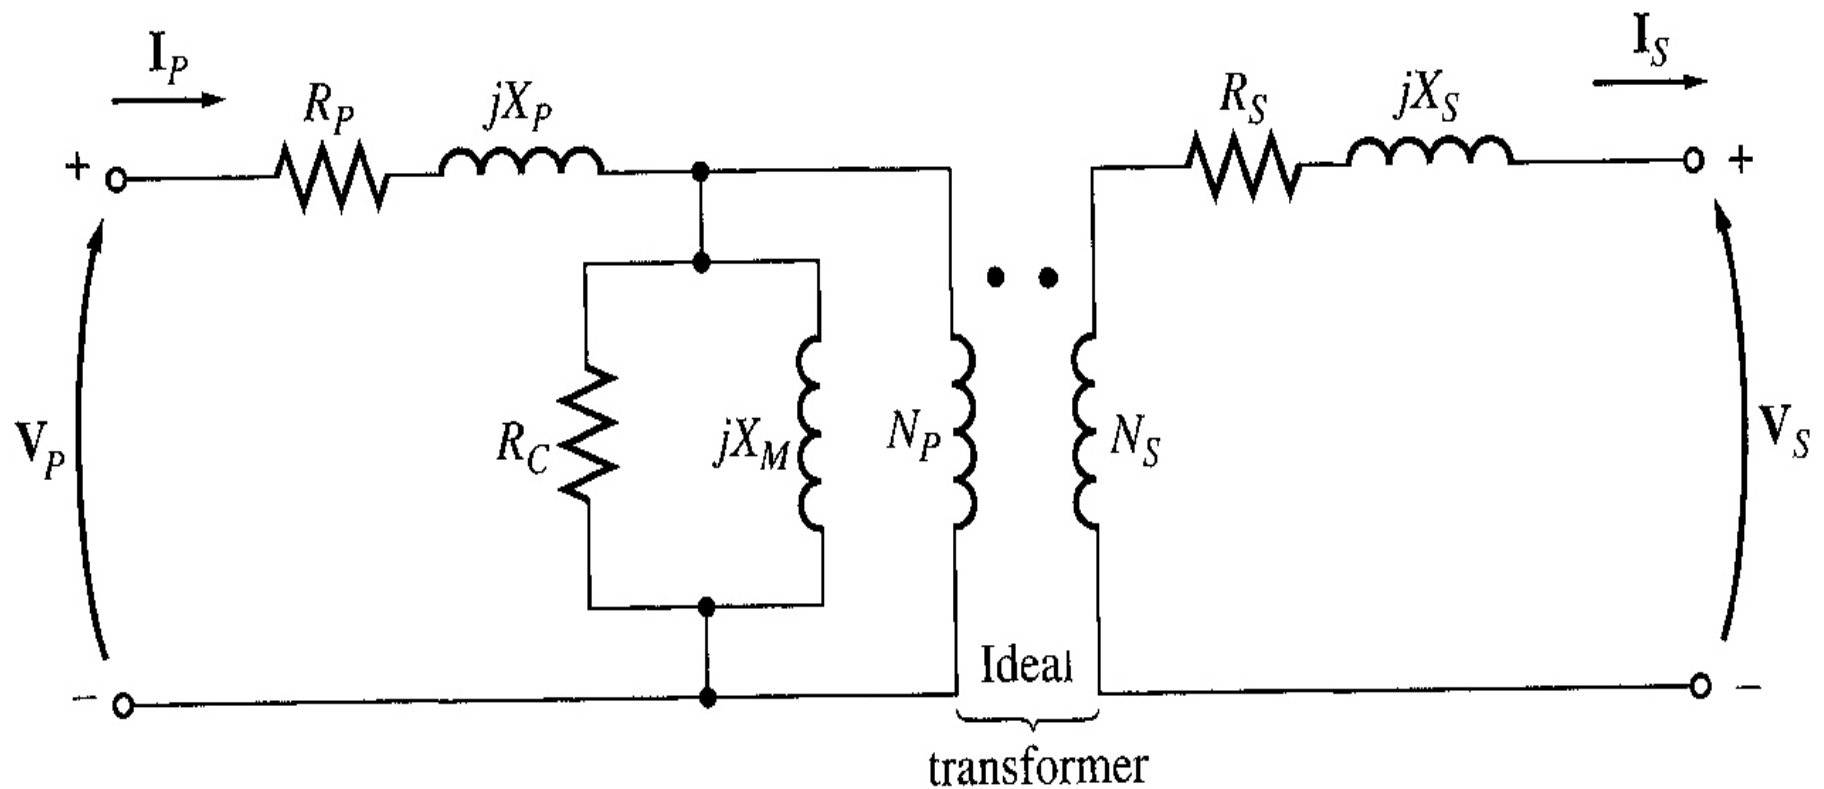 I_P
R_P
jX_P
R_S
jX_S
I_S
+
+
V_P
R_C
jX_M
N_P
N_S
V_S
Ideal
transformer
−
−